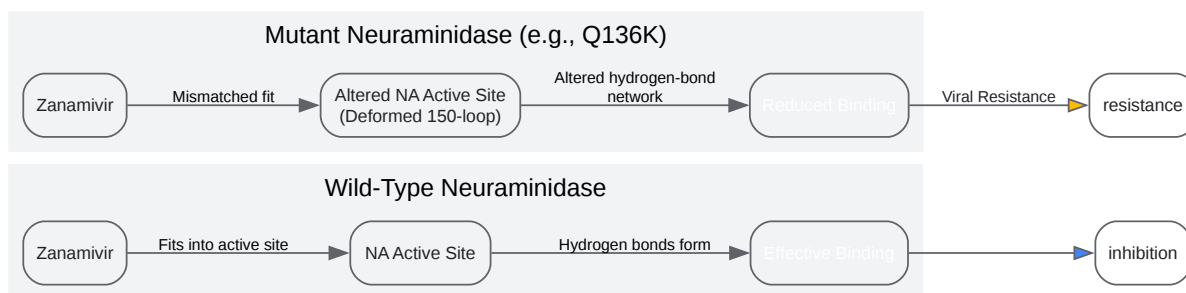 Mutant Neuraminidase (e.g., Q136K)
Zanamivir
Mismatched fit
Altered NA Active Site
(Deformed 150-loop)
Altered hydrogen-bond
network
Reduced Binding
Viral Resistance
resistance
Wild-Type Neuraminidase
Zanamivir
Fits into active site
NA Active Site
Hydrogen bonds form
Effective Binding
inhibition